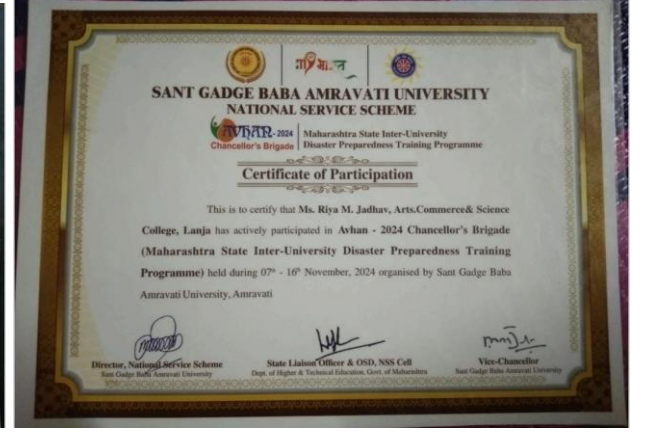 SANT GADGE BABA AMRAVATI UNIVERSITY
NATIONAL SERVICE SCHEME
AVHAN - 2024
Chancellor's Brigade
Maharashtra State Inter-University
Disaster Preparedness Training Programme
Certificate of Participation
This is to certify that Ms. Riya M. Jadhav, Arts.Commerce& Science
College, Lanja has actively participated in Avhan - 2024 Chancellor's Brigade
(Maharashtra State Inter-University Disaster Preparedness Training
Programme) held during 07th - 16th November, 2024 organised by Sant Gadge Baba
Amravati University, Amravati
Director, National Service Scheme
Sant Gadge Baba Amravati University
State Liaison Officer & OSD, NSS Cell
Dept. of Higher & Technical Education, Govt. of Maharashtra
Vice-Chancellor
Sant Gadge Baba Amravati University